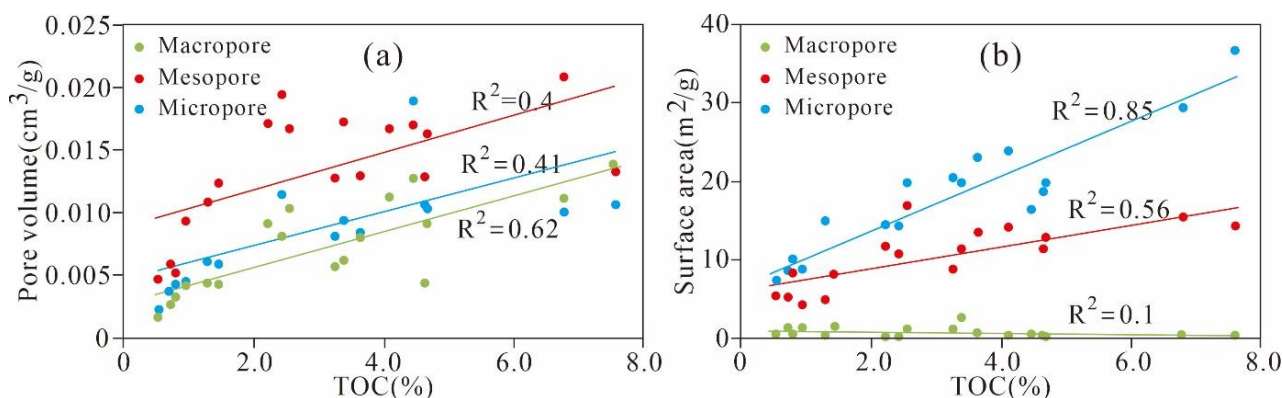 Pore volume(cm³/g)
0.025
0.020
0.015
0.010
0.005
0
Macropore
Mesopore
Micropore
(a)
R²=0.4
R²=0.41
R²=0.62
0 2.0 4.0 6.0 8.0
TOC(%)
Surface area(m²/g)
40
30
20
10
0
Macropore
Mesopore
Micropore
(b)
R²=0.85
R²=0.56
R²=0.1
0 2.0 4.0 6.0 8.0
TOC(%)